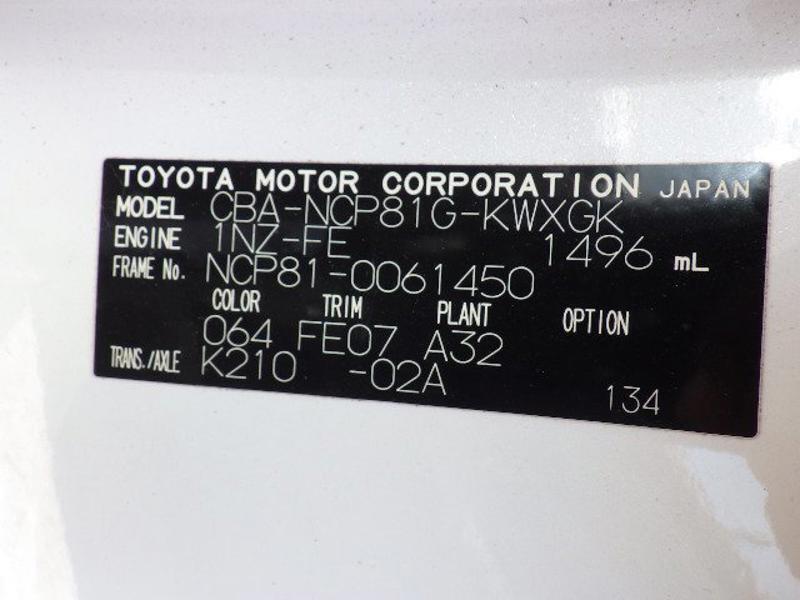 TOYOTA MOTOR CORPORATION JAPAN
MODEL CBA-NCP81G-KWXGK
ENGINE 1NZ-FE 1496 mL
FRAME No. NCP81-0061450
COLOR TRIM PLANT OPTION
064 FE07 A32
TRANS./AXLE K210 -02A
134